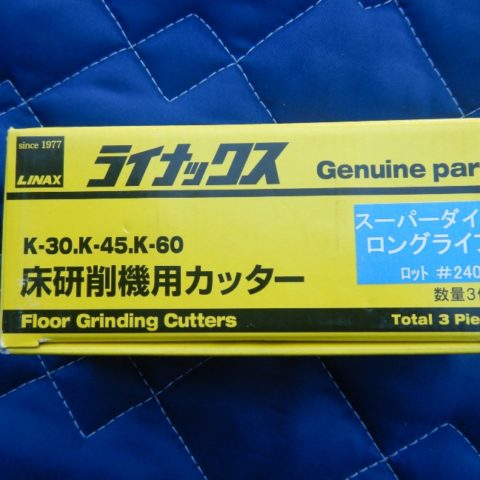 since 1977
LINAX
ライナックス
Genuine par
K-30.K-45.K-60
床研削機用カッター
Floor Grinding Cutters
スーパーダイ
ロングライフ
ロット #240
数量3
Total 3 Pie